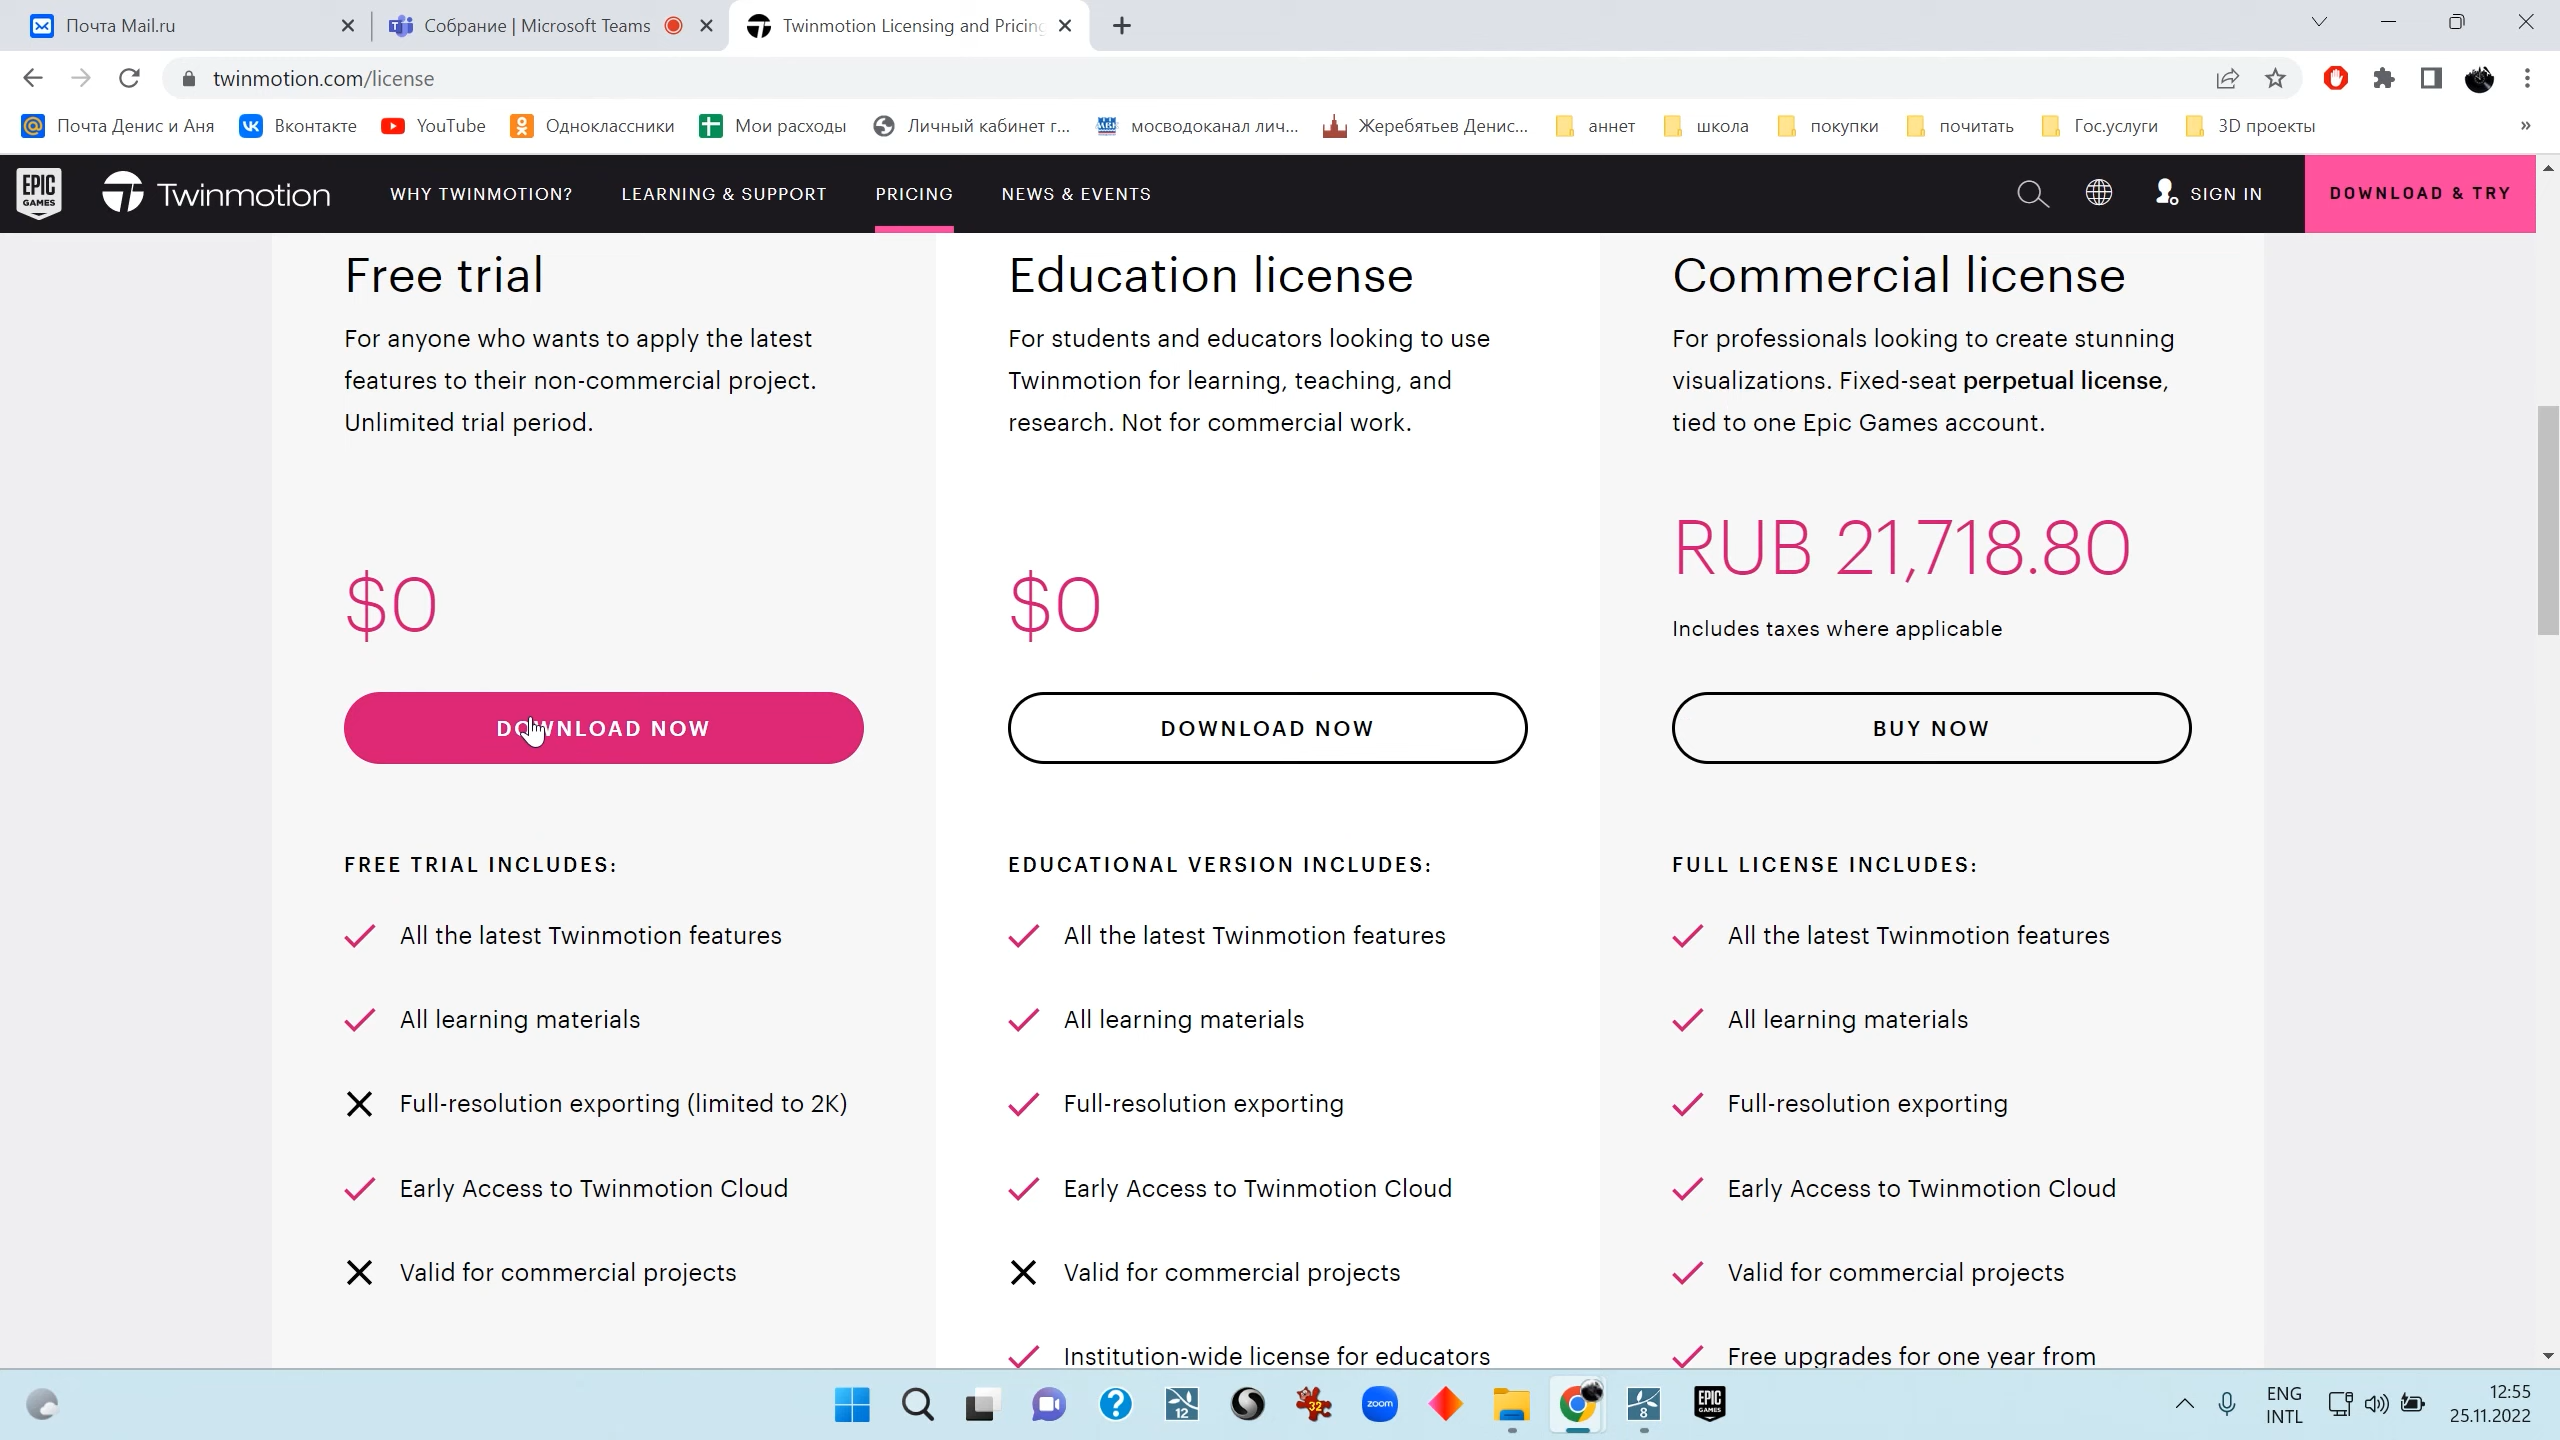 Почта Mail.ru
Собрание | Microsoft Teams
Twinmotion Licensing and Pricing
twinmotion.com/license
Почта Денис и Аня
Вконтакте
YouTube
Одноклассники
Мои расходы
Личный кабинет г...
мосводоканал лич...
Жеребятьев Денис...
аннет
школа
покупки
почитать
Гос.услуги
3D проекты
»
EPIC
GAMES
Twinmotion
WHY TWINMOTION?
LEARNING & SUPPORT
PRICING
NEWS & EVENTS
SIGN IN
DOWNLOAD & TRY
Free trial
For anyone who wants to apply the latest
features to their non-commercial project.
Unlimited trial period.
$0
DOWNLOAD NOW
FREE TRIAL INCLUDES:
All the latest Twinmotion features
All learning materials
Full-resolution exporting (limited to 2K)
Early Access to Twinmotion Cloud
Valid for commercial projects
Education license
For students and educators looking to use
Twinmotion for learning, teaching, and
research. Not for commercial work.
$0
DOWNLOAD NOW
EDUCATIONAL VERSION INCLUDES:
All the latest Twinmotion features
All learning materials
Full-resolution exporting
Early Access to Twinmotion Cloud
Valid for commercial projects
Institution-wide license for educators
Commercial license
For professionals looking to create stunning
visualizations. Fixed-seat perpetual license,
tied to one Epic Games account.
RUB 21,718.80
Includes taxes where applicable
BUY NOW
FULL LICENSE INCLUDES:
All the latest Twinmotion features
All learning materials
Full-resolution exporting
Early Access to Twinmotion Cloud
Valid for commercial projects
Free upgrades for one year from
12
32
zoom
8
EPIC
GAMES
ENG
INTL
12:55
25.11.2022